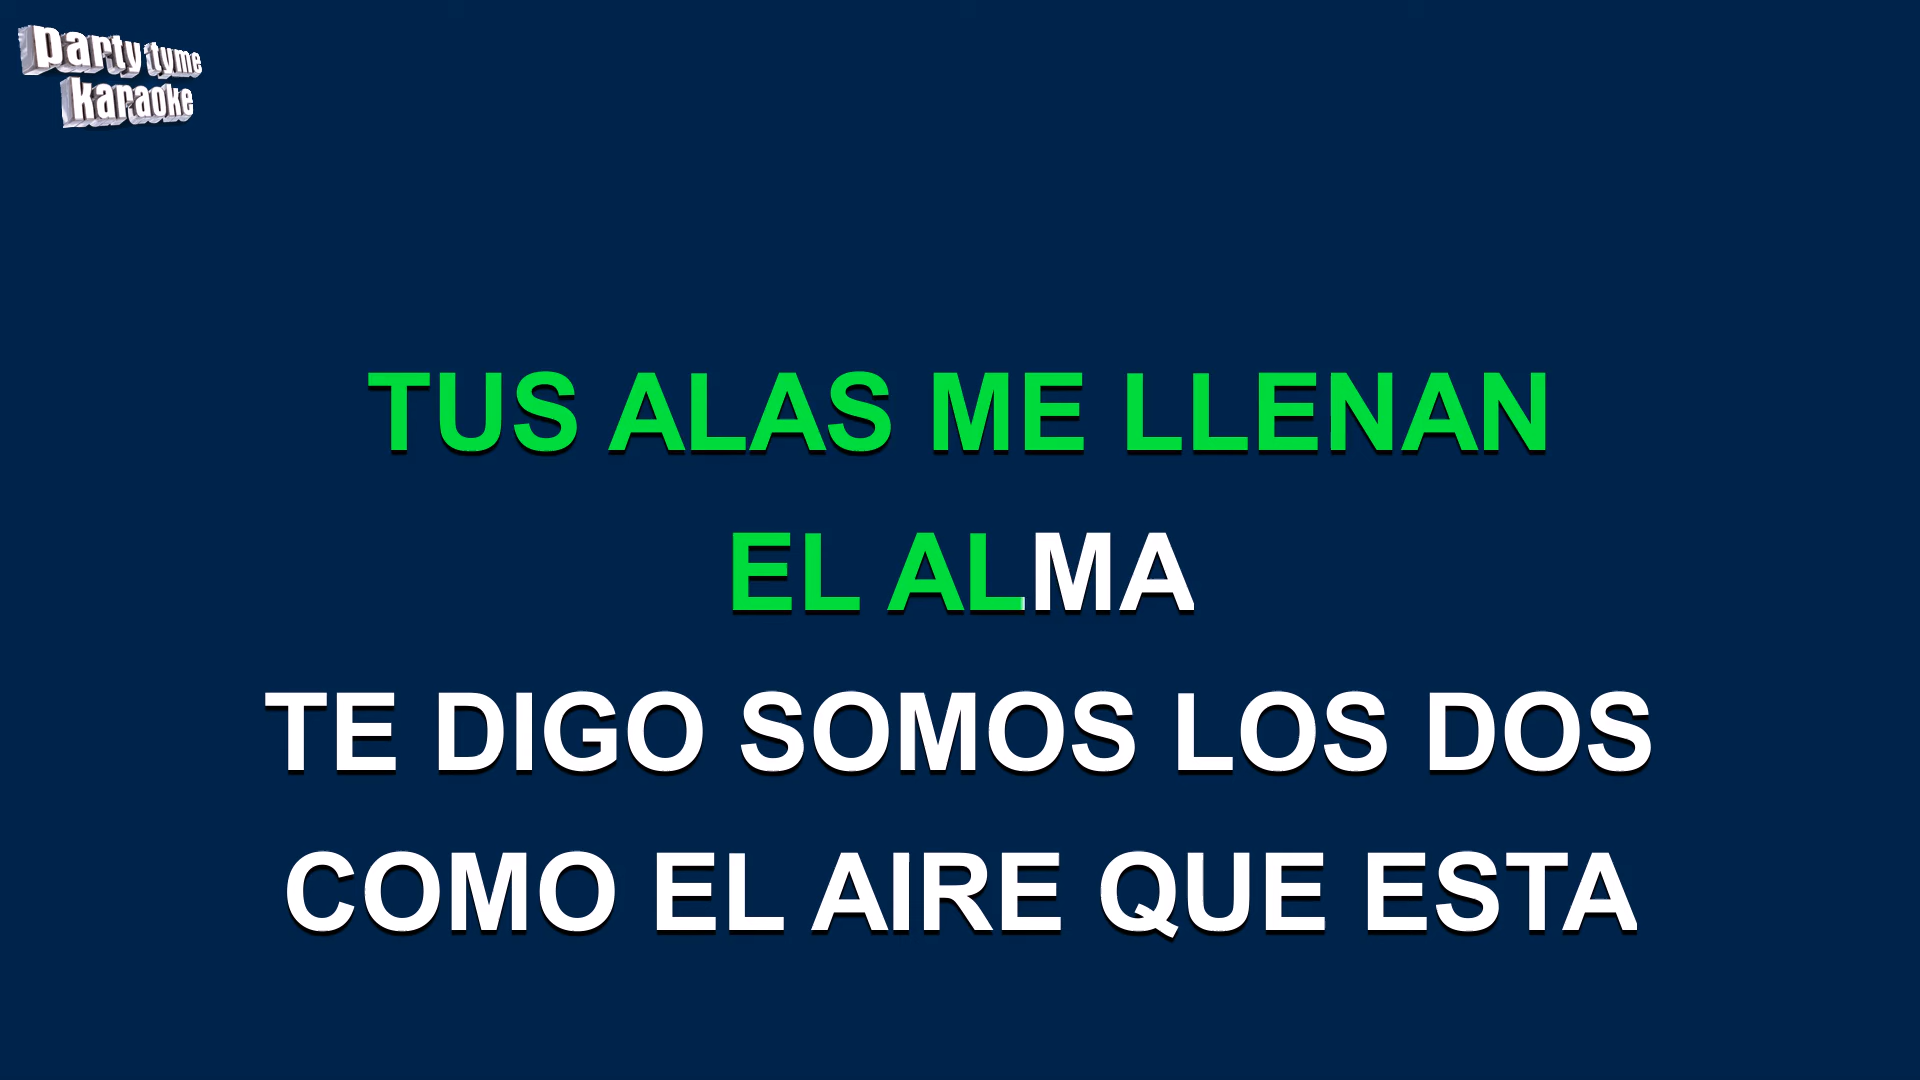 party tyme
karaoke
TUS ALAS ME LLENAN
EL ALMA
TE DIGO SOMOS LOS DOS
COMO EL AIRE QUE ESTA